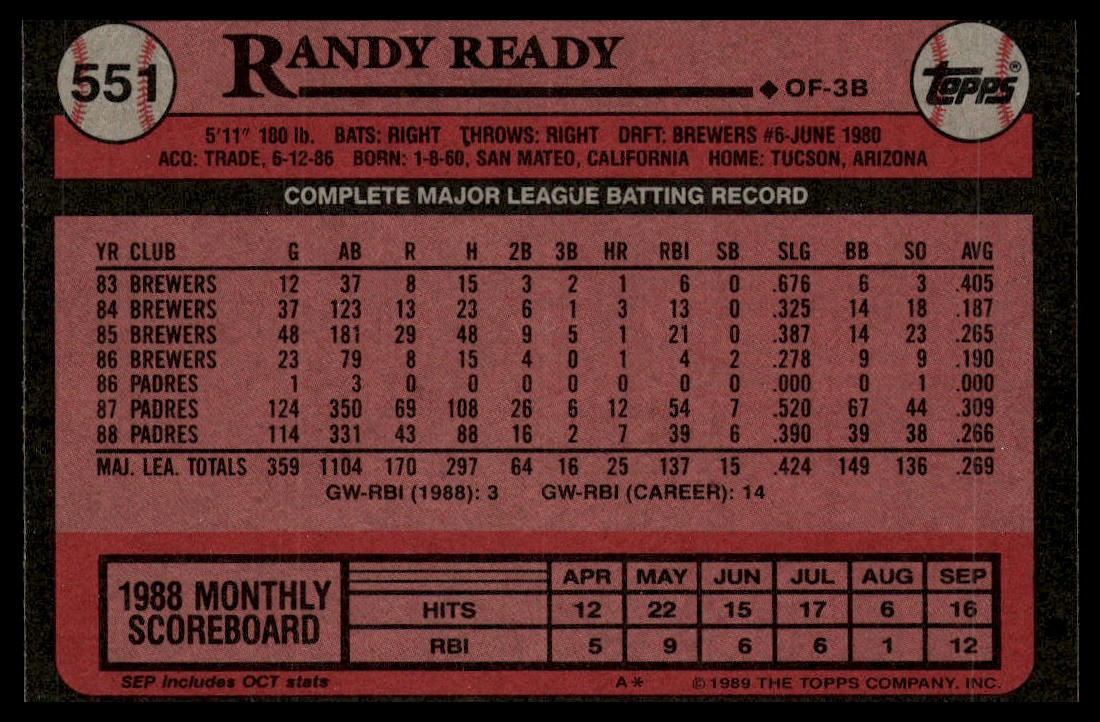 551
RANDY READY
◆ OF-3B
TOPPS®
5'11" 180 lb. BATS: RIGHT THROWS: RIGHT DRFT: BREWERS #6-JUNE 1980
ACQ: TRADE, 6-12-86 BORN: 1-8-60, SAN MATEO, CALIFORNIA HOME: TUCSON, ARIZONA
COMPLETE MAJOR LEAGUE BATTING RECORD
YR CLUB G AB R H 2B 3B HR RBI SB SLG BB SO AVG
83 BREWERS 12 37 8 15 3 2 1 6 0 .676 6 3 .405
84 BREWERS 37 123 13 23 6 1 3 13 0 .325 14 18 .187
85 BREWERS 48 181 29 48 9 5 1 21 0 .387 14 23 .265
86 BREWERS 23 79 8 15 4 0 1 4 2 .278 9 9 .190
86 PADRES 1 3 0 0 0 0 0 0 0 .000 0 1 .000
87 PADRES 124 350 69 108 26 6 12 54 7 .520 67 44 .309
88 PADRES 114 331 43 88 16 2 7 39 6 .390 39 38 .266
MAJ. LEA. TOTALS 359 1104 170 297 64 16 25 137 15 .424 149 136 .269
GW-RBI (1988): 3 GW-RBI (CAREER): 14
1988 MONTHLY
SCOREBOARD
APR MAY JUN JUL AUG SEP
HITS 12 22 15 17 6 16
RBI 5 9 6 6 1 12
SEP includes OCT stats A* © 1989 THE TOPPS COMPANY, INC.